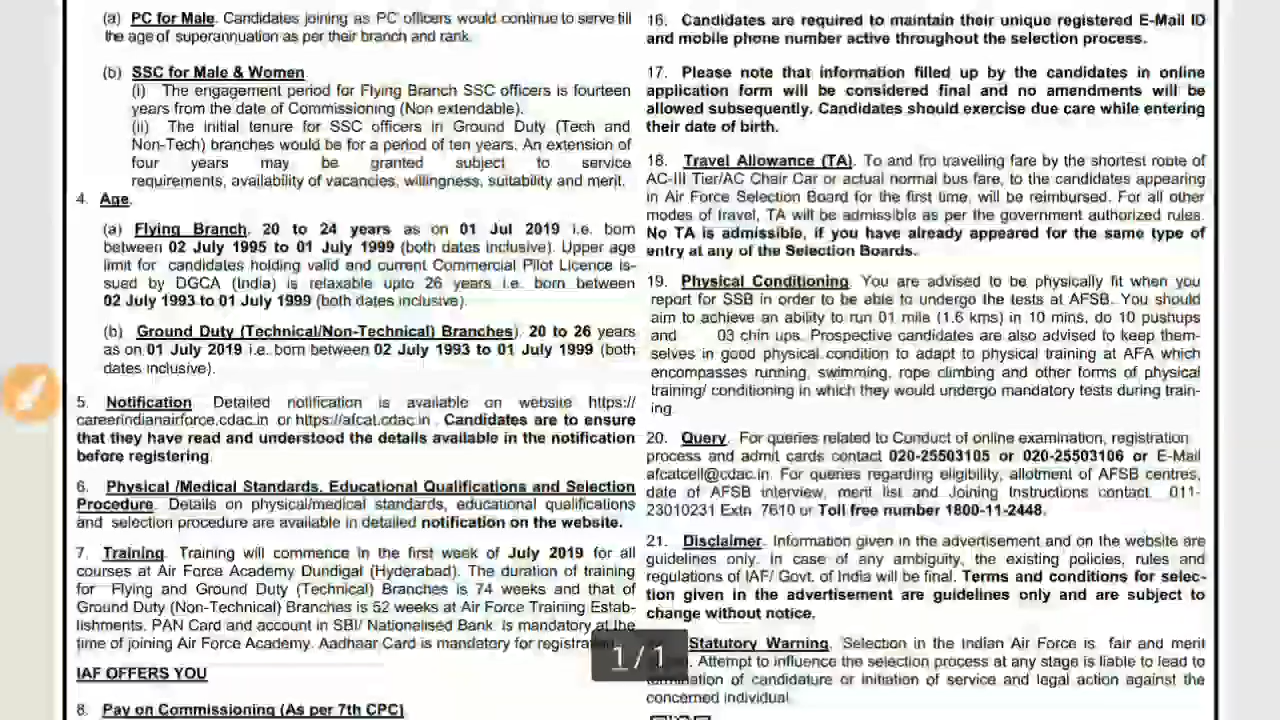 (a) PC for Male. Candidates joining as PC officers would continue to serve till
the age of superannuation as per their branch and rank.
(b) SSC for Male & Women
(i) The engagement period for Flying Branch SSC officers is fourteen
years from the date of Commissioning (Non extendable).
(ii) The initial tenure for SSC officers in Ground Duty (Tech and
Non-Tech) branches would be for a period of ten years. An extension of
four years may be granted subject to service
requirements, availability of vacancies, willingness, suitability and merit.
4. Age.
(a) Flying Branch. 20 to 24 years as on 01 Jul 2019 i.e. born
between 02 July 1995 to 01 July 1999 (both dates inclusive). Upper age
limit for candidates holding valid and current Commercial Pilot Licence is-
sued by DGCA (India) is relaxable upto 26 years i.e. born between
02 July 1993 to 01 July 1999 (both dates inclusive).
(b) Ground Duty (Technical/Non-Technical) Branches). 20 to 26 years
as on 01 July 2019 i.e. born between 02 July 1993 to 01 July 1999 (both
dates inclusive).
5. Notification Detailed notification is available on website https://
careerindianairforce.cdac.in or https://afcat.cdac.in . Candidates are to ensure
that they have read and understood the details available in the notification
before registering.
6. Physical /Medical Standards, Educational Qualifications and Selection
Procedure. Details on physical/medical standards, educational qualifications
and selection procedure are available in detailed notification on the website.
7. Training. Training will commence in the first week of July 2019 for all
courses at Air Force Academy Dundigal (Hyderabad). The duration of training
for Flying and Ground Duty (Technical) Branches is 74 weeks and that of
Ground Duty (Non-Technical) Branches is 52 weeks at Air Force Training Estab-
lishments. PAN Card and account in SBI/ Nationalised Bank is mandatory at the
time of joining Air Force Academy. Aadhaar Card is mandatory for
IAF OFFERS YOU
8. Pay on Commissioning (As per 7th CPC)
16. Candidates are required to maintain their unique registered E-Mail ID
and mobile phone number active throughout the selection process.
17. Please note that information filled up by the candidates in online
application form will be considered final and no amendments will be
allowed subsequently. Candidates should exercise due care while entering
their date of birth.
18. Travel Allowance (TA). To and fro travelling fare by the shortest route of
AC-III Tier/AC Chair Car or actual normal bus fare, to the candidates appearing
in Air Force Selection Board for the first time, will be reimbursed. For all other
modes of travel, TA will be admissible as per the government authorized rules.
No TA is admissible, if you have already appeared for the same type of
entry at any of the Selection Boards.
19. Physical Conditioning. You are advised to be physically fit when you
report for SSB in order to be able to undergo the tests at AFSB. You should
aim to achieve an ability to run 01 mile (1.6 kms) in 10 mins, do 10 pushups
and 03 chin ups. Prospective candidates are also advised to keep them-
selves in good physical condition to adapt to physical training at AFA which
encompasses running, swimming, rope climbing and other forms of physical
training/ conditioning in which they would undergo mandatory tests during train-
ing.
20. Query. For queries related to Conduct of online examination, registration
process and admit cards contact 020-25503105 or 020-25503106 or E-Mail
afcatcell@cdac.in. For queries regarding eligibility, allotment of AFSB centres,
date of AFSB interview, merit list and Joining Instructions contact 011-
23010231 Extn 7610 or Toll free number 1800-11-2448.
21. Disclaimer. Information given in the advertisement and on the website are
guidelines only. In case of any ambiguity, the existing policies, rules and
regulations of IAF/ Govt. of India will be final. Terms and conditions for selec-
tion given in the advertisement are guidelines only and are subject to
change without notice.
Statutory Warning. Selection in the Indian Air Force is fair and merit
Attempt to influence the selection process at any stage is liable to lead to
termination of candidature or initiation of service and legal action against the
concerned individual.
1/1